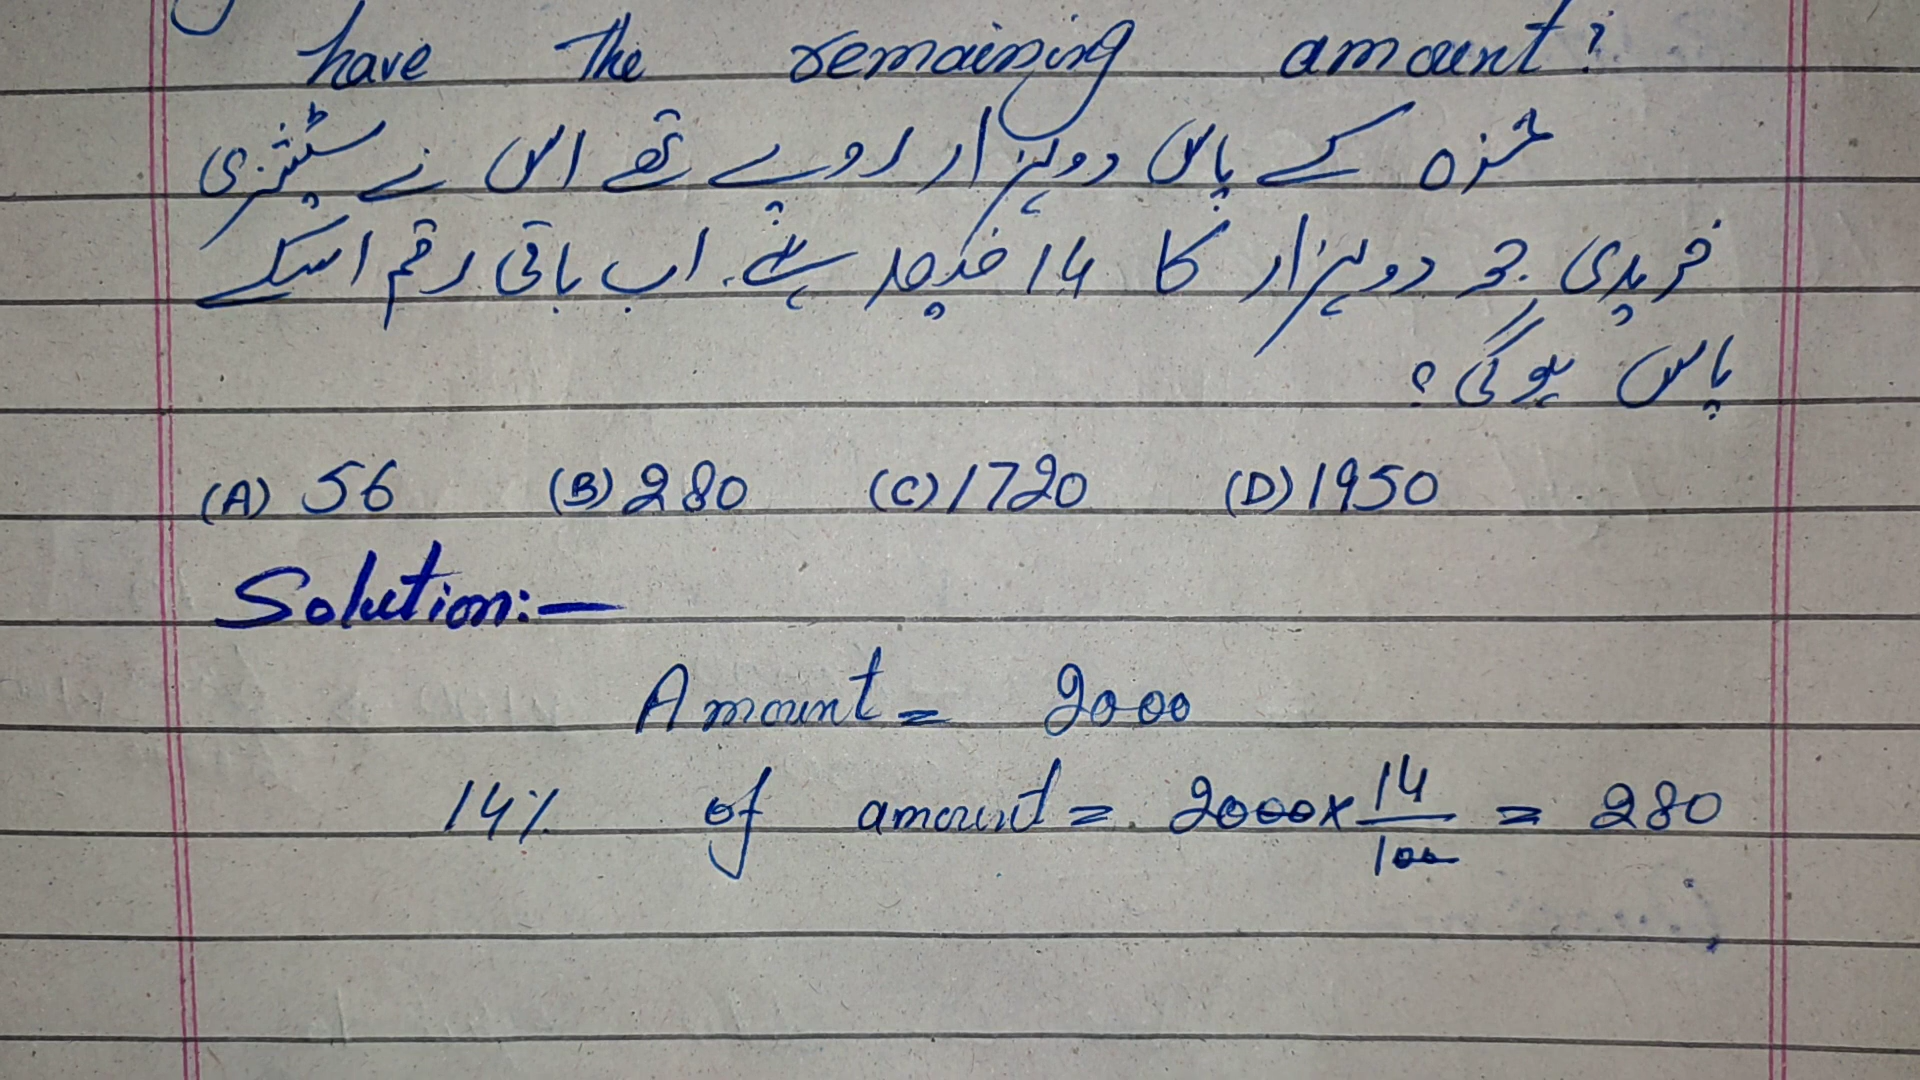 have the remaining amount?
حمزہ کے پاس دو ہزار روپے تھے اس نے سٹیشنری
خریدی جو دو ہزار کا 14 فیصد ہے۔ اب باقی رقم اسکے
پاس ہوگی؟
(A) 56 (B) 280 (C) 1720 (D) 1950
Solution:—
Amount = 2000
14% of amount = 2000 x 14/100 = 280